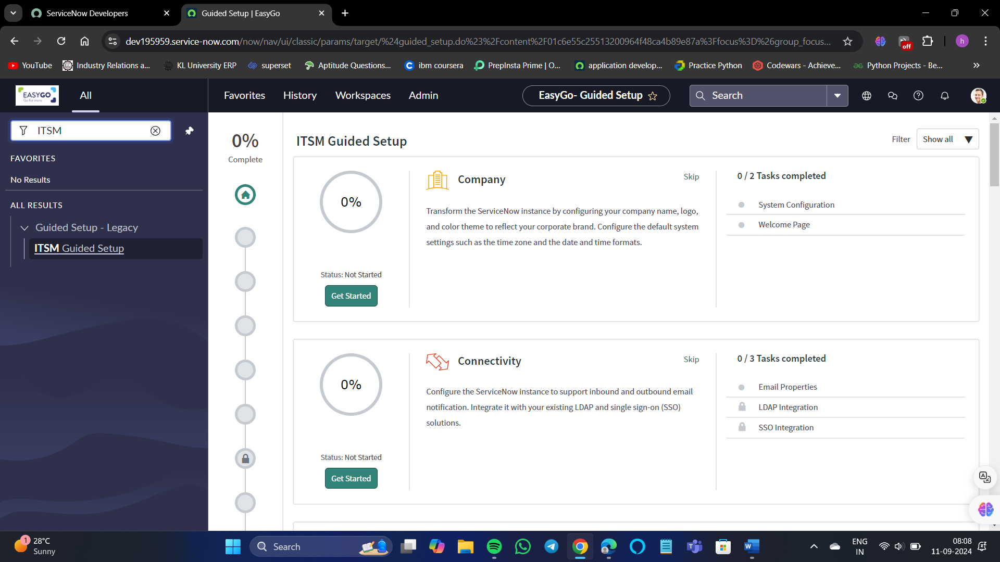 ServiceNow Developers
Guided Setup | EasyGo
dev195959.service-now.com/now/nav/ui/classic/params/target/%24guided_setup.do%23%2Fcontent%2F01c6e55c25513200964f48ca4b89e87a%3Ffocus%3D%26group_focus...
off
h
YouTube
Industry Relations a...
KL University ERP
superset
Aptitude Questions...
ibm coursera
PrepInsta Prime | O...
application develop...
Practice Python
Codewars - Achieve...
Python Projects - Be...
EASYGO
Go for more
All
Favorites
History
Workspaces
Admin
EasyGo- Guided Setup
Search
ITSM
FAVORITES
No Results
ALL RESULTS
Guided Setup - Legacy
ITSM Guided Setup
0%
Complete
ITSM Guided Setup
Filter
Show all
0%
Status: Not Started
Get Started
Company
Skip
Transform the ServiceNow instance by configuring your company name, logo,
and color theme to reflect your corporate brand. Configure the default system
settings such as the time zone and the date and time formats.
0 / 2 Tasks completed
System Configuration
Welcome Page
0%
Status: Not Started
Get Started
Connectivity
Skip
Configure the ServiceNow instance to support inbound and outbound email
notification. Integrate it with your existing LDAP and single sign-on (SSO)
solutions.
0 / 3 Tasks completed
Email Properties
LDAP Integration
SSO Integration
1
28°C
Sunny
Search
ENG
IN
08:08
11-09-2024